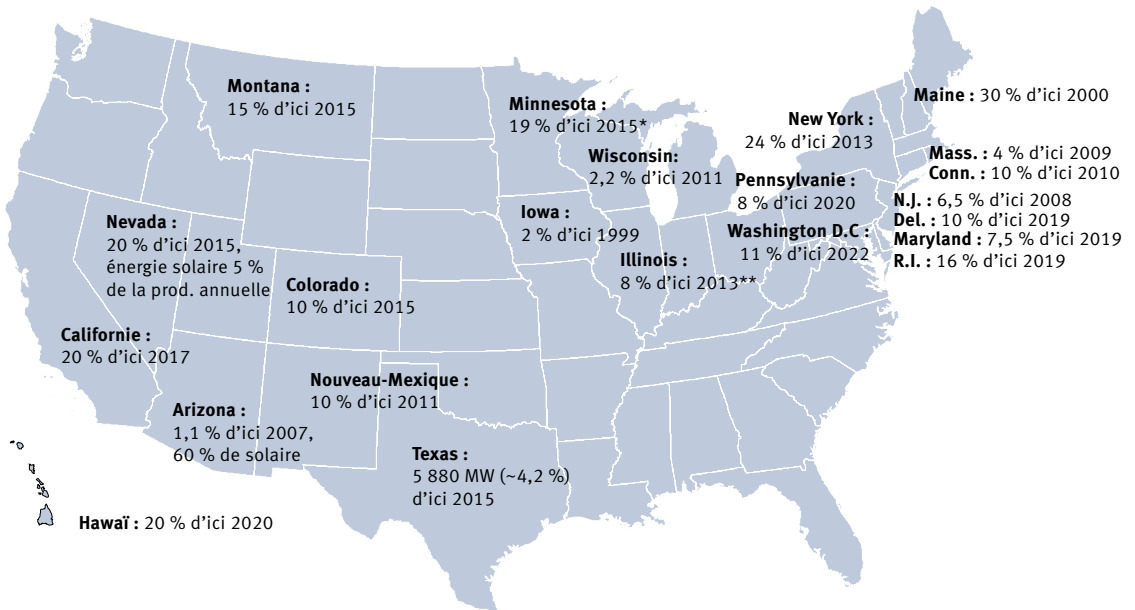 Montana :
15 % d’ici 2015
Minnesota :
19 % d’ici 2015*
Maine : 30 % d’ici 2000
New York :
24 % d’ici 2013
Wisconsin:
2,2 % d’ici 2011
Mass. : 4 % d’ici 2009
Conn. : 10 % d’ici 2010
Pennsylvanie :
8 % d’ici 2020
N.J. : 6,5 % d’ici 2008
Del. : 10 % d’ici 2019
Maryland : 7,5 % d’ici 2019
R.I. : 16 % d’ici 2019
Nevada :
20 % d’ici 2015,
énergie solaire 5 %
de la prod. annuelle
Iowa :
2 % d’ici 1999
Washington D.C :
11 % d’ici 2022
Illinois :
8 % d’ici 2013**
Colorado :
10 % d’ici 2015
Californie :
20 % d’ici 2017
Nouveau-Mexique :
10 % d’ici 2011
Arizona :
1,1 % d’ici 2007,
60 % de solaire
Texas :
5 880 MW (~4,2 %)
d’ici 2015
Hawaï : 20 % d’ici 2020